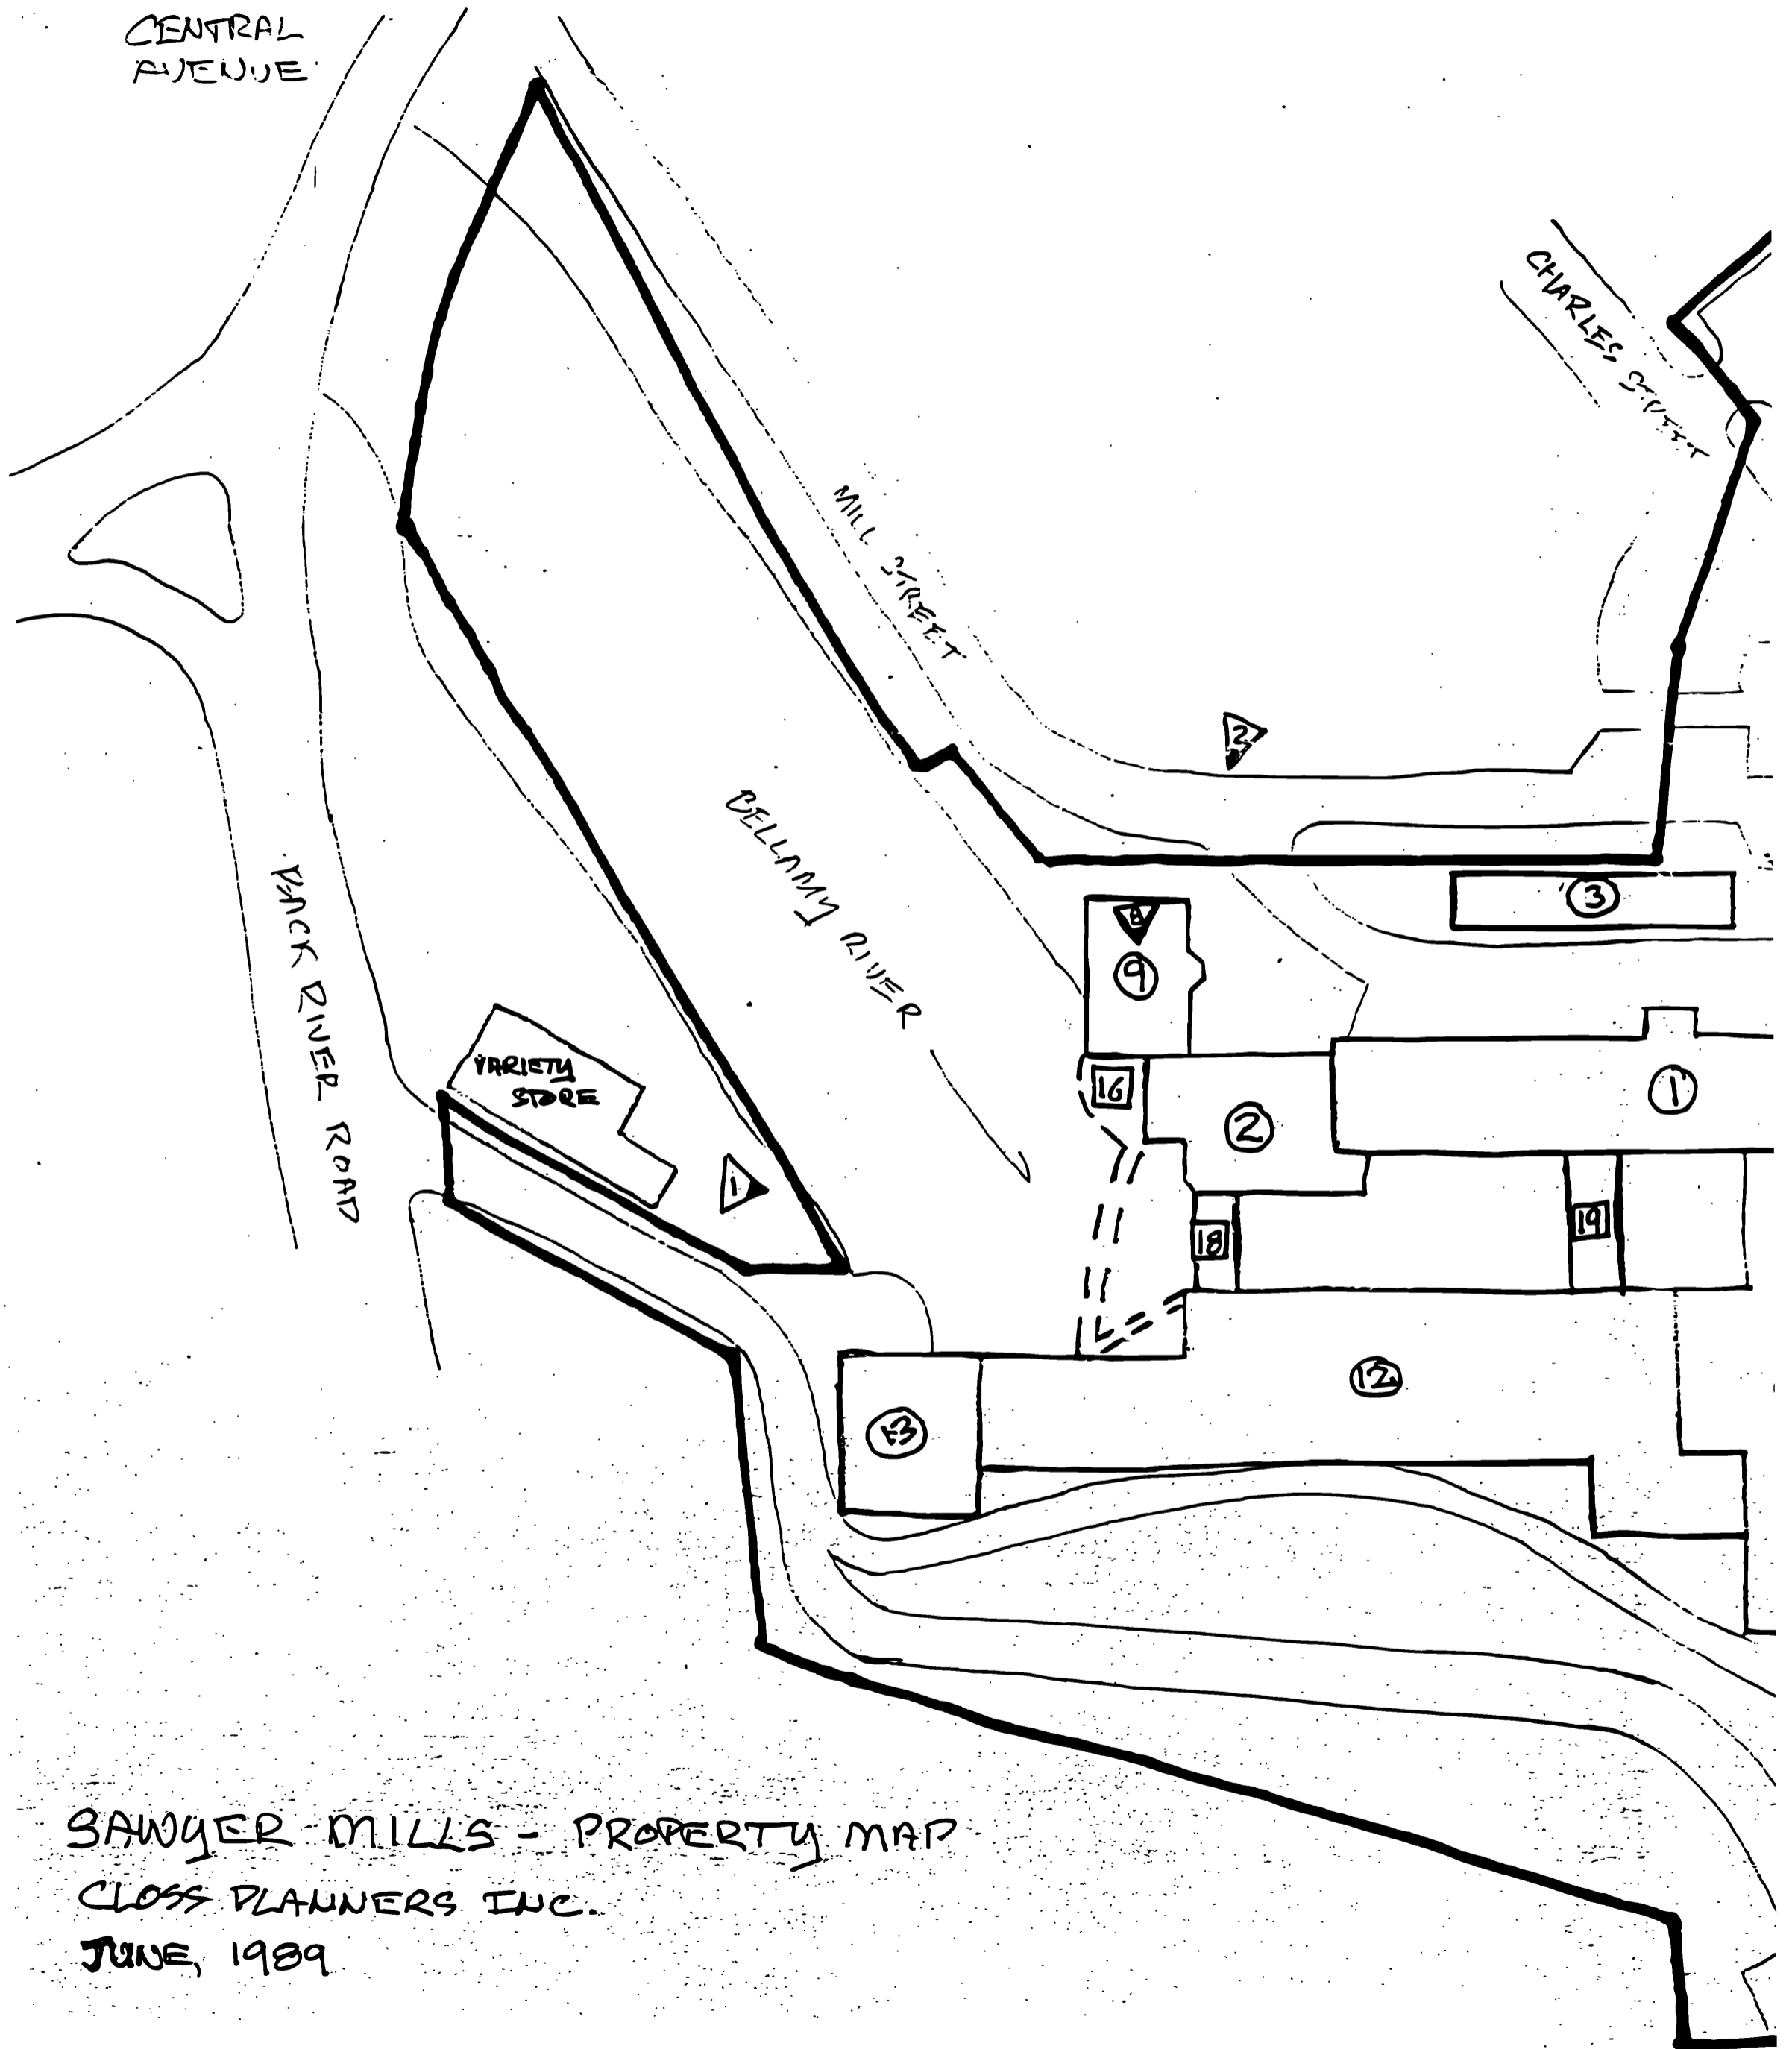 CENTRAL
AVENUE
CHARLES STREET
MILL STREET
2
BELLAMY RIVER
3
8
9
BACK RIVER ROAD
VARIETY
STORE
16
2
1
1
18
19
12
13
SAWYER MILLS - PROPERTY MAP
CLOSS PLANNERS INC.
JUNE, 1989